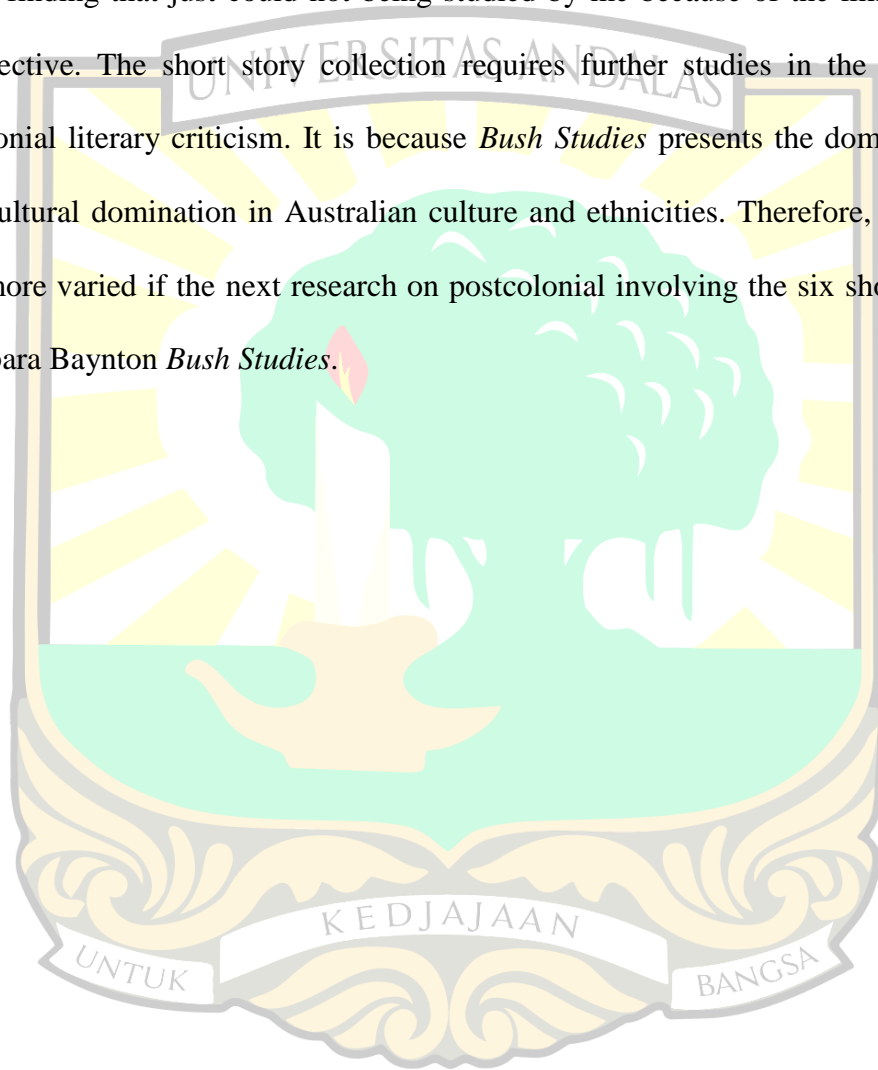 finding that just could not being studied by me because of the
ective. The short story collection requires further studies in the
onial literary criticism. It is because Bush Studies presents the dom
ultural domination in Australian culture and ethnicities. Therefore,
nore varied if the next research on postcolonial involving the six sho
para Baynton Bush Studies.
UNIVERSITAS ANDALAS
KEDJAJAAN
UNTUK
BANGSA